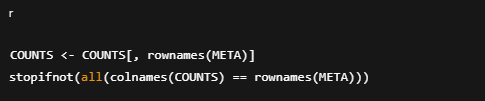 r
COUNTS <- COUNTS[, rownames(META)]
stopifnot(all(colnames(COUNTS) == rownames(META)))